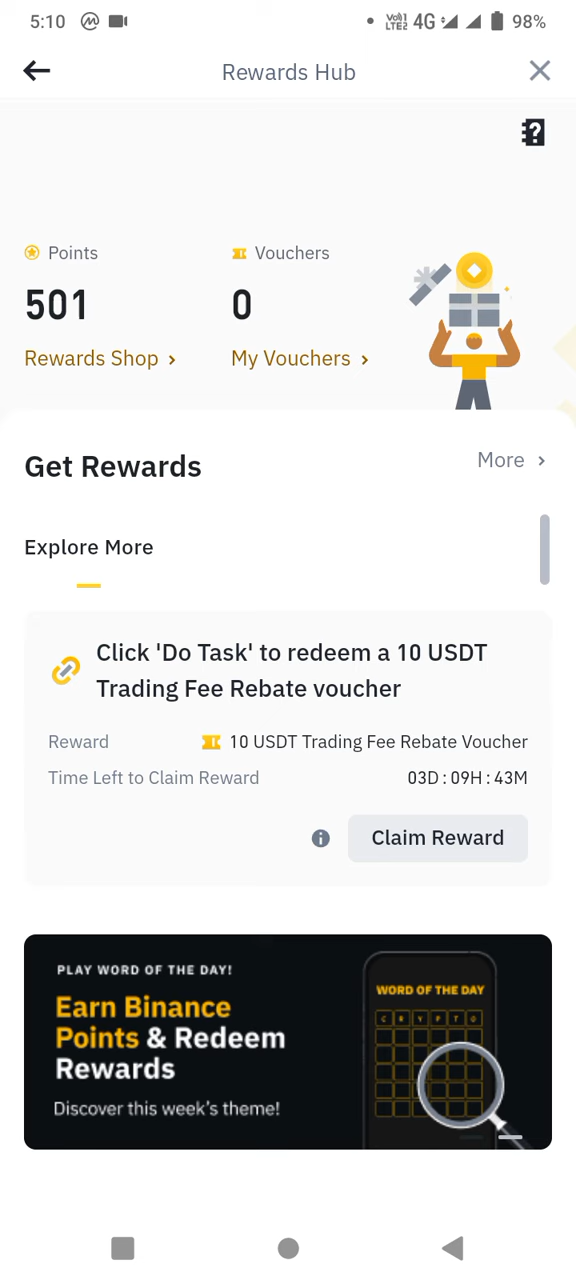 5:10
VoI)1 LTE2 4G 98%
Rewards Hub
Points
Vouchers
501
0
Rewards Shop
My Vouchers
Get Rewards
More
Explore More
Click 'Do Task' to redeem a 10 USDT
Trading Fee Rebate voucher
Reward
10 USDT Trading Fee Rebate Voucher
Time Left to Claim Reward
03D : 09H : 43M
Claim Reward
PLAY WORD OF THE DAY!
Earn Binance
Points & Redeem
Rewards
Discover this week's theme!
WORD OF THE DAY
C R Y P T O